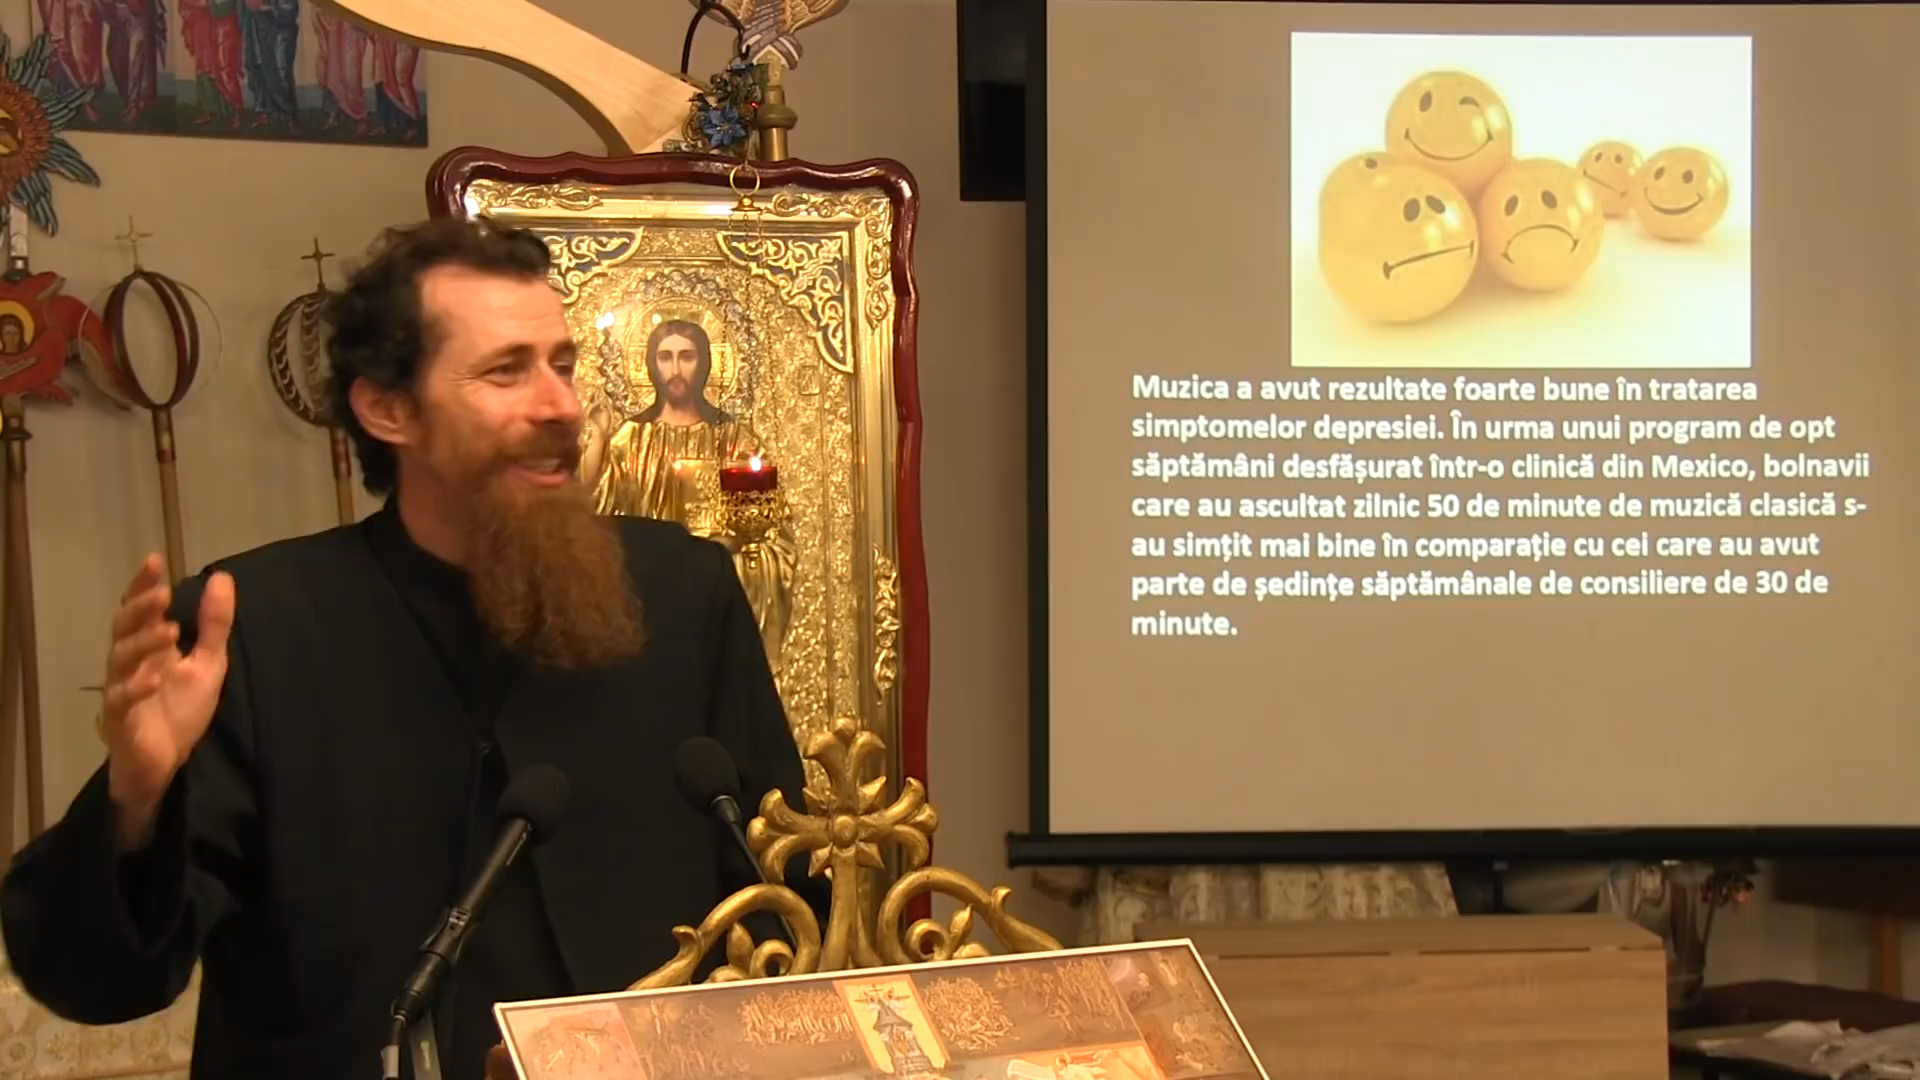 Muzica a avut rezultate foarte bune în tratarea
simptomelor depresiei. În urma unui program de opt
săptămâni desfășurat într-o clinică din Mexico, bolnavii
care au ascultat zilnic 50 de minute de muzică clasică s-
au simțit mai bine în comparație cu cei care au avut
parte de ședințe săptămânale de consiliere de 30 de
minute.